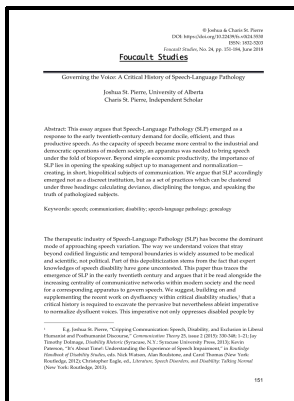 © Joshua & Charis St. Pierre
DOI: https://doi.org/10.22439/fs.v0i24.5530
ISSN: 1832-5203
Foucault Studies, No. 24, pp. 151-184, June 2018
Foucault Studies
Governing the Voice: A Critical History of Speech-Language Pathology
Joshua St. Pierre, University of Alberta
Charis St. Pierre, Independent Scholar
Abstract: This essay argues that Speech-Language Pathology (SLP) emerged as a
response to the early twentieth-century demand for docile, efficient, and thus
productive speech. As the capacity of speech became more central to the industrial and
democratic operations of modern society, an apparatus was needed to bring speech
under the fold of biopower. Beyond simple economic productivity, the importance of
SLP lies in opening the speaking subject up to management and normalization—
creating, in short, biopolitical subjects of communication. We argue that SLP accordingly
emerged not as a discreet institution, but as a set of practices which can be clustered
under three headings: calculating deviance, disciplining the tongue, and speaking the
truth of pathologized subjects.
Keywords: speech; communication; disability; speech-language pathology; genealogy
The therapeutic industry of Speech-Language Pathology (SLP) has become the dominant
mode of approaching speech variation. The way we understand voices that stray
beyond codified linguistic and temporal boundaries is widely assumed to be a medical
and scientific, not political. Part of this depoliticization stems from the fact that expert
knowledges of speech disability have gone uncontested. This paper traces the
emergence of SLP in the early twentieth century and argues that it be read alongside the
increasing centrality of communicative networks within modern society and the need
for a corresponding apparatus to govern speech. We suggest, building on and
supplementing the recent work on dysfluency within critical disability studies,¹ that a
critical history is required to excavate the pervasive but nevertheless ableist imperative
to normalize dysfluent voices. This imperative not only oppresses disabled people by
¹ E.g. Joshua St. Pierre, "Cripping Communication: Speech, Disability, and Exclusion in Liberal
Humanist and Posthumanist Discourse," Communication Theory 25, issue 3 (2015): 330-348; 1-21; Jay
Timothy Dolmage, Disability Rhetoric (Syracuse, N.Y.: Syracuse University Press, 2013); Kevin
Paterson, "It's About Time!: Understanding the Experience of Speech Impairment," in Routledge
Handbook of Disability Studies, eds. Nick Watson, Alan Roulstone, and Carol Thomas (New York:
Routledge, 2012); Christopher Eagle, ed., Literature, Speech Disorders, and Disability: Talking Normal
(New York: Routledge, 2013).
151